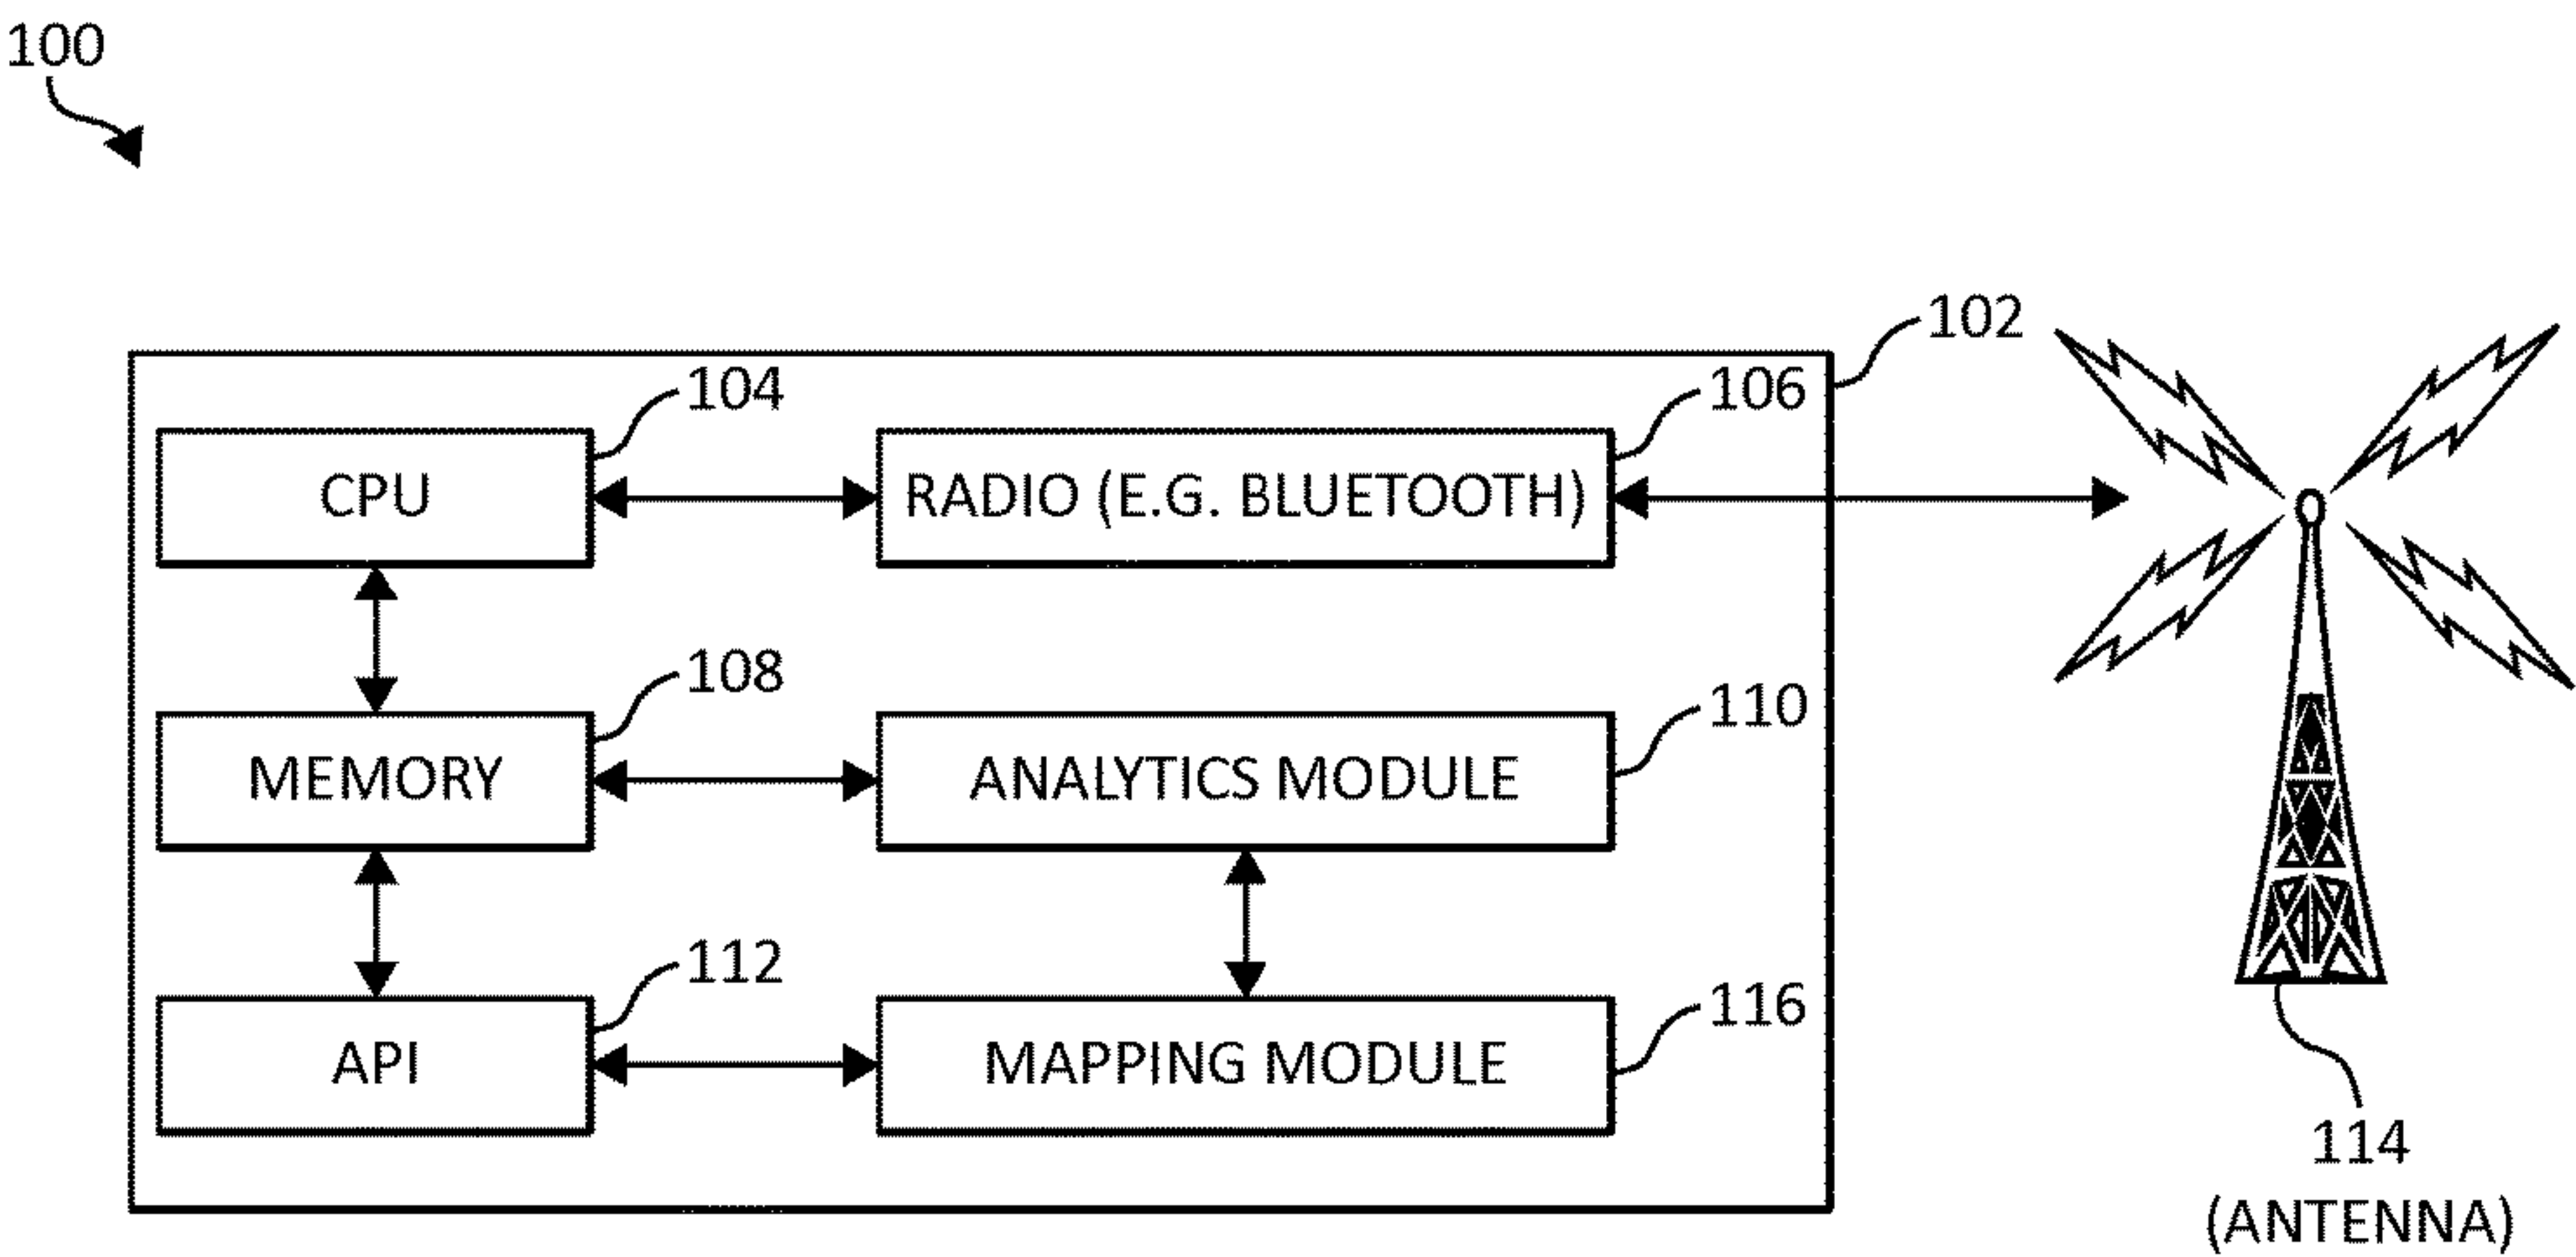 100
102
104
106
CPU
RADIO (E.G. BLUETOOTH)
108
110
MEMORY
ANALYTICS MODULE
112
116
API
MAPPING MODULE
114
(ANTENNA)